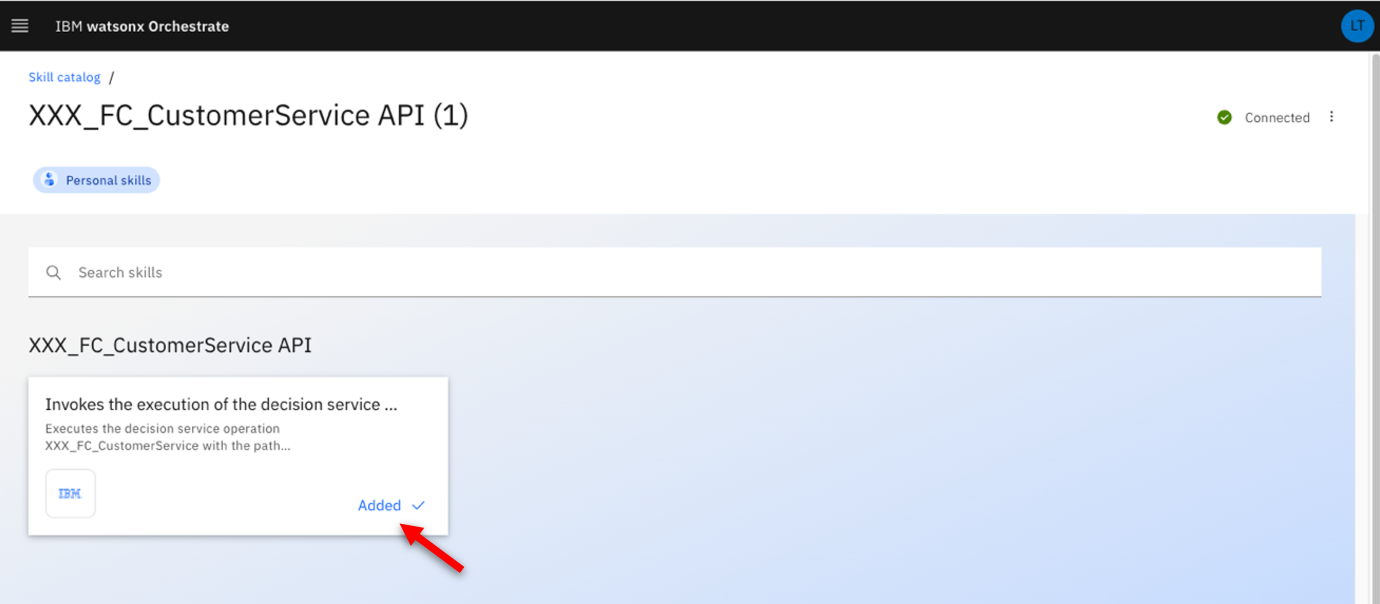 IBM watsonx Orchestrate
LT
Skill catalog /
XXX_FC_CustomerService API (1)
Connected
Personal skills
Search skills
XXX_FC_CustomerService API
Invokes the execution of the decision service ...
Executes the decision service operation
XXX_FC_CustomerService with the path...
IBM
Added